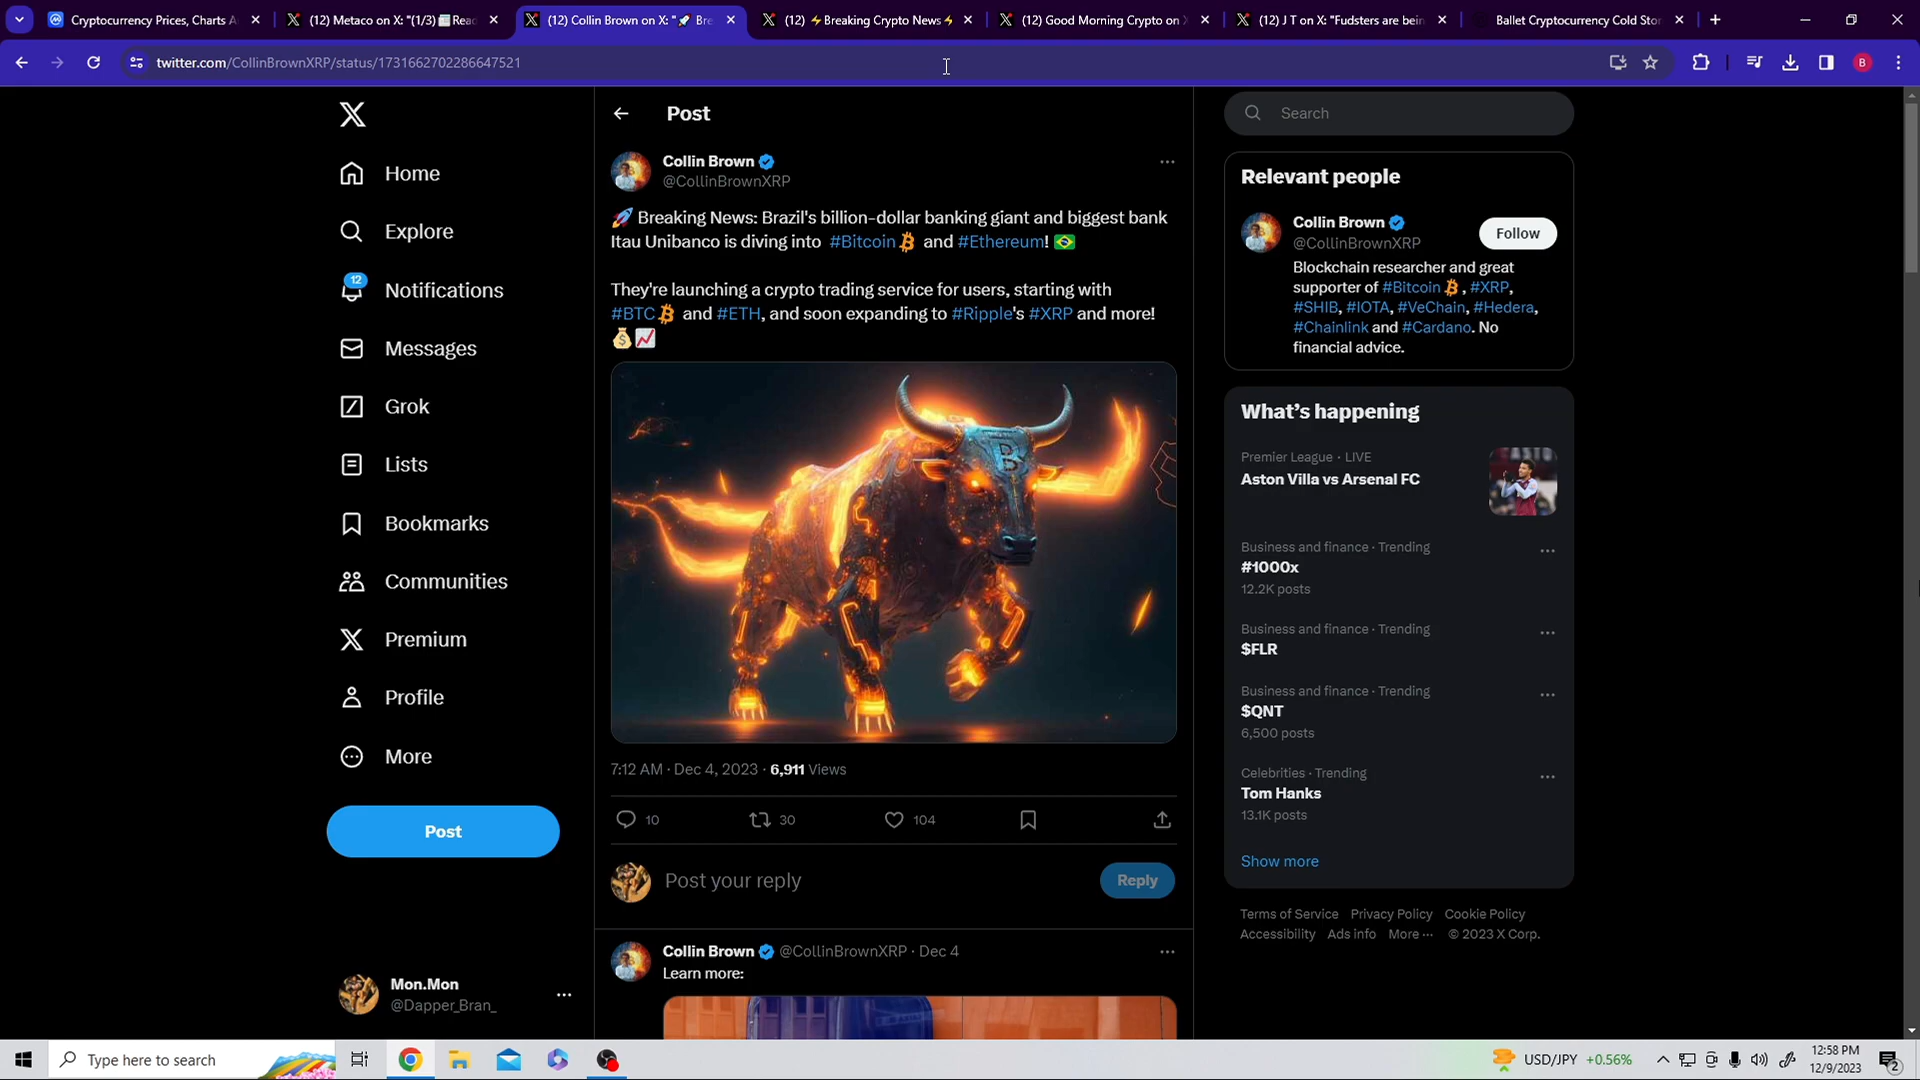 Cryptocurrency Prices, Charts A
(12) Metaco on X: "(1/3)📰Read
(12) Collin Brown on X: "🚀 Bre
(12) ⚡Breaking Crypto News⚡
(12) Good Morning Crypto on X
(12) J T on X: "Fudsters are bein
Ballet Cryptocurrency Cold Stor
twitter.com/CollinBrownXRP/status/1731662702286647521
B
Home
Explore
12
Notifications
Messages
Grok
Lists
Bookmarks
Communities
Premium
Profile
More
Post
Mon.Mon
@Dapper_Bran_
Post
Collin Brown
@CollinBrownXRP
🚀 Breaking News: Brazil's billion-dollar banking giant and biggest bank
Itau Unibanco is diving into #Bitcoin and #Ethereum! 🇧🇷
They're launching a crypto trading service for users, starting with
#BTC and #ETH, and soon expanding to #Ripple's #XRP and more!
💰📈
7:12 AM · Dec 4, 2023 · 6,911 Views
10 30 104
Post your reply
Reply
Collin Brown @CollinBrownXRP · Dec 4
Learn more:
Search
Relevant people
Collin Brown
@CollinBrownXRP
Follow
Blockchain researcher and great
supporter of #Bitcoin, #XRP,
#SHIB, #IOTA, #VeChain, #Hedera,
#Chainlink and #Cardano. No
financial advice.
What's happening
Premier League · LIVE
Aston Villa vs Arsenal FC
Business and finance · Trending
#1000x
12.2K posts
Business and finance · Trending
$FLR
Business and finance · Trending
$QNT
6,500 posts
Celebrities · Trending
Tom Hanks
13.1K posts
Show more
Terms of Service Privacy Policy Cookie Policy
Accessibility Ads info More ··· © 2023 X Corp.
Type here to search
USD/JPY +0.56%
12:58 PM
12/9/2023
2